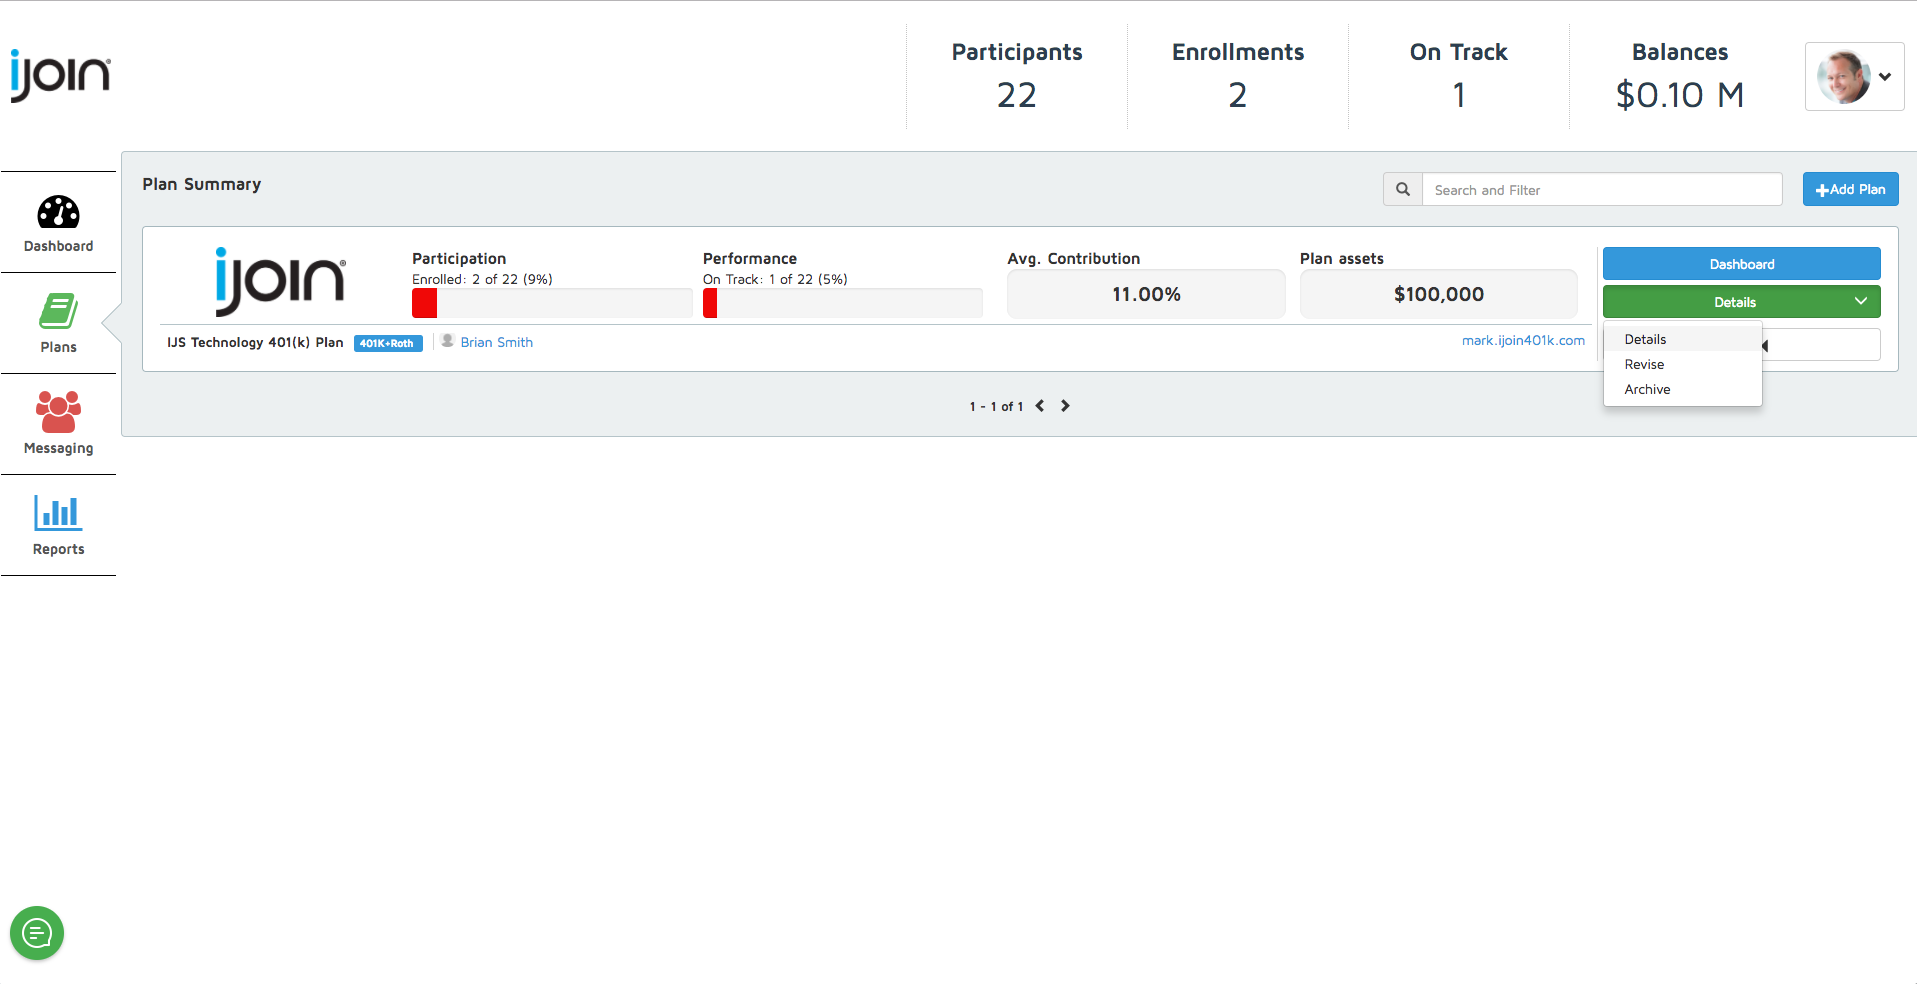 ijoin®
Participants
22
Enrollments
2
On Track
1
Balances
$0.10 M
Dashboard
Plans
Messaging
Reports
Plan Summary
Search and Filter
Add Plan
ijoin®
Participation
Enrolled: 2 of 22 (9%)
Performance
On Track: 1 of 22 (5%)
Avg. Contribution
11.00%
Plan assets
$100,000
Dashboard
Details
IJS Technology 401(k) Plan 401K+Roth Brian Smith
mark.ijoin401k.com
Details
Revise
Archive
1 - 1 of 1